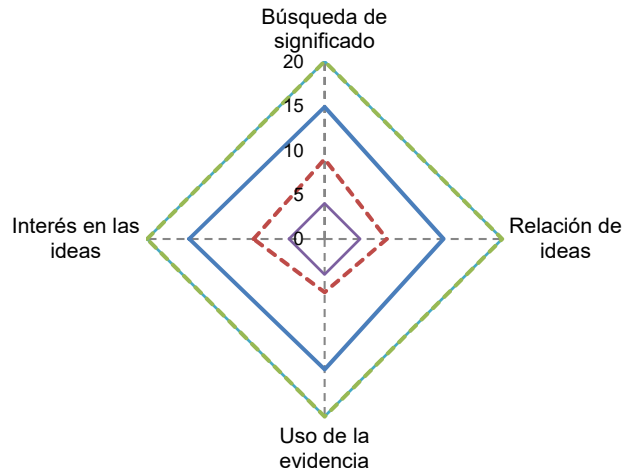 Búsqueda de
significado
20
15
10
5
0
Interés en las
ideas
Relación de
ideas
Uso de la
evidencia